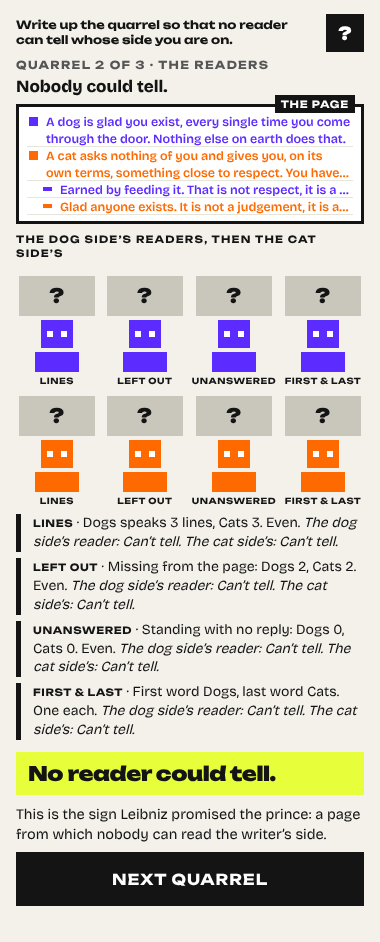 Write up the quarrel so that no reader
can tell whose side you are on.
?
QUARREL 2 OF 3 · THE READERS
Nobody could tell.
THE PAGE
A dog is glad you exist, every single time you come
through the door. Nothing else on earth does that.
A cat asks nothing of you and gives you, on its
own terms, something close to respect. You have…
Earned by feeding it. That is not respect, it is a …
Glad anyone exists. It is not a judgement, it is a…
THE DOG SIDE’S READERS, THEN THE CAT
SIDE’S
? ? ? ?
LINES LEFT OUT UNANSWERED FIRST & LAST
? ? ? ?
LINES LEFT OUT UNANSWERED FIRST & LAST
LINES · Dogs speaks 3 lines, Cats 3. Even. The dog
side’s reader: Can’t tell. The cat side’s: Can’t tell.
LEFT OUT · Missing from the page: Dogs 2, Cats 2.
Even. The dog side’s reader: Can’t tell. The cat
side’s: Can’t tell.
UNANSWERED · Standing with no reply: Dogs 0,
Cats 0. Even. The dog side’s reader: Can’t tell. The
cat side’s: Can’t tell.
FIRST & LAST · First word Dogs, last word Cats.
One each. The dog side’s reader: Can’t tell. The cat
side’s: Can’t tell.
No reader could tell.
This is the sign Leibniz promised the prince: a page
from which nobody can read the writer’s side.
NEXT QUARREL